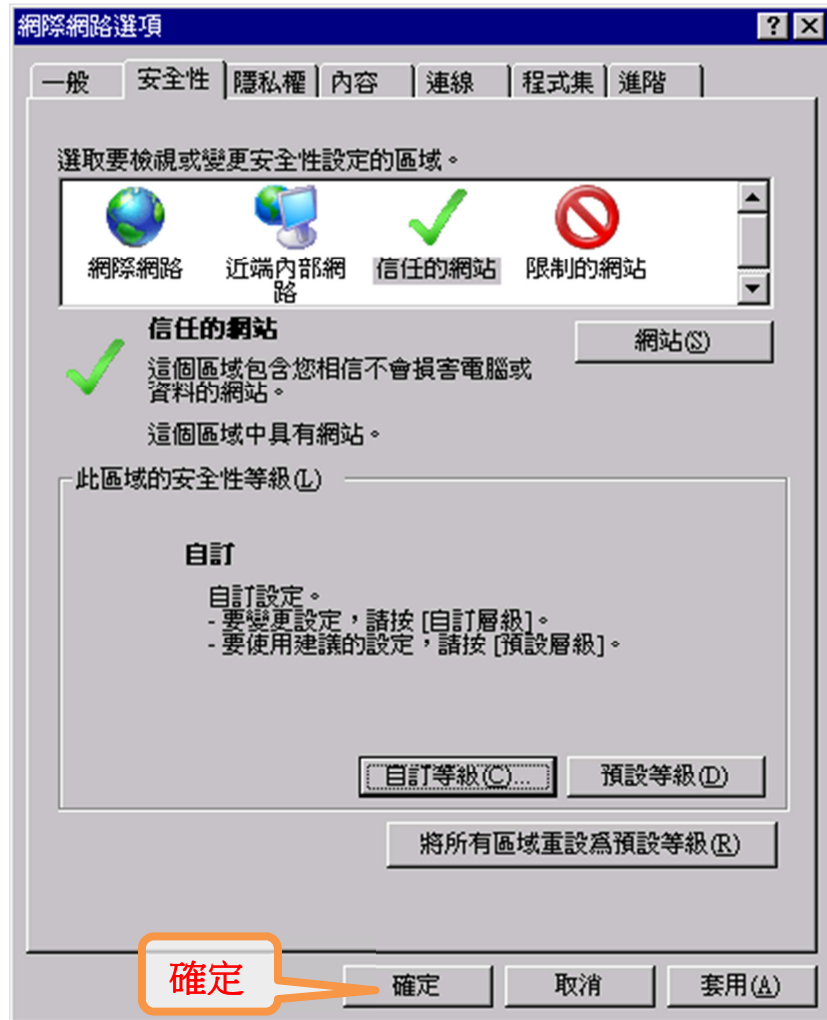 網際網路選項
一般 安全性 隱私權 內容 連線 程式集 進階
選取要檢視或變更安全性設定的區域。
網際網路 近端內部網路 信任的網站 限制的網站
信任的網站
網站(S)
這個區域包含您相信不會損害電腦或
資料的網站。
這個區域中具有網站。
此區域的安全性等級(L)
自訂
自訂設定。
- 要變更設定，請按 [自訂層級]。
- 要使用建議的設定，請按 [預設層級]。
自訂等級(C)... 預設等級(D)
將所有區域重設為預設等級(R)
確定
確定 取消 套用(A)